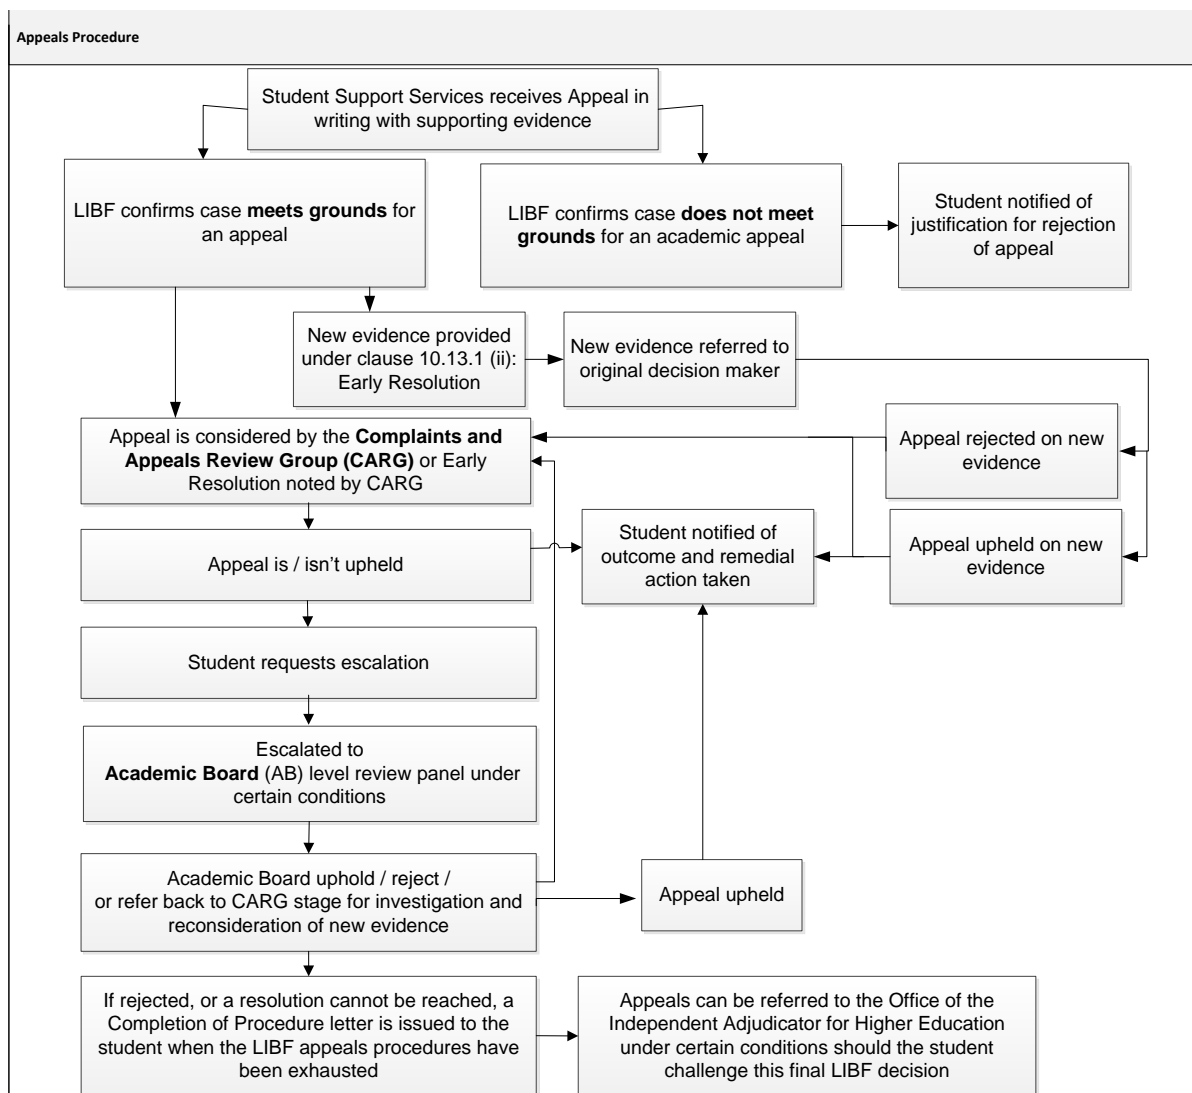 Appeals Procedure
Student Support Services receives Appeal in
writing with supporting evidence
LIBF confirms case meets grounds for
an appeal
LIBF confirms case does not meet
grounds for an academic appeal
Student notified of
justification for rejection
of appeal
New evidence provided
under clause 10.13.1 (ii):
Early Resolution
New evidence referred to
original decision maker
Appeal is considered by the Complaints and
Appeals Review Group (CARG) or Early
Resolution noted by CARG
Appeal rejected on new
evidence
Appeal is / isn’t upheld
Student notified of
outcome and remedial
action taken
Appeal upheld on new
evidence
Student requests escalation
Escalated to
Academic Board (AB) level review panel under
certain conditions
Academic Board uphold / reject /
or refer back to CARG stage for investigation and
reconsideration of new evidence
Appeal upheld
If rejected, or a resolution cannot be reached, a
Completion of Procedure letter is issued to the
student when the LIBF appeals procedures have
been exhausted
Appeals can be referred to the Office of the
Independent Adjudicator for Higher Education
under certain conditions should the student
challenge this final LIBF decision